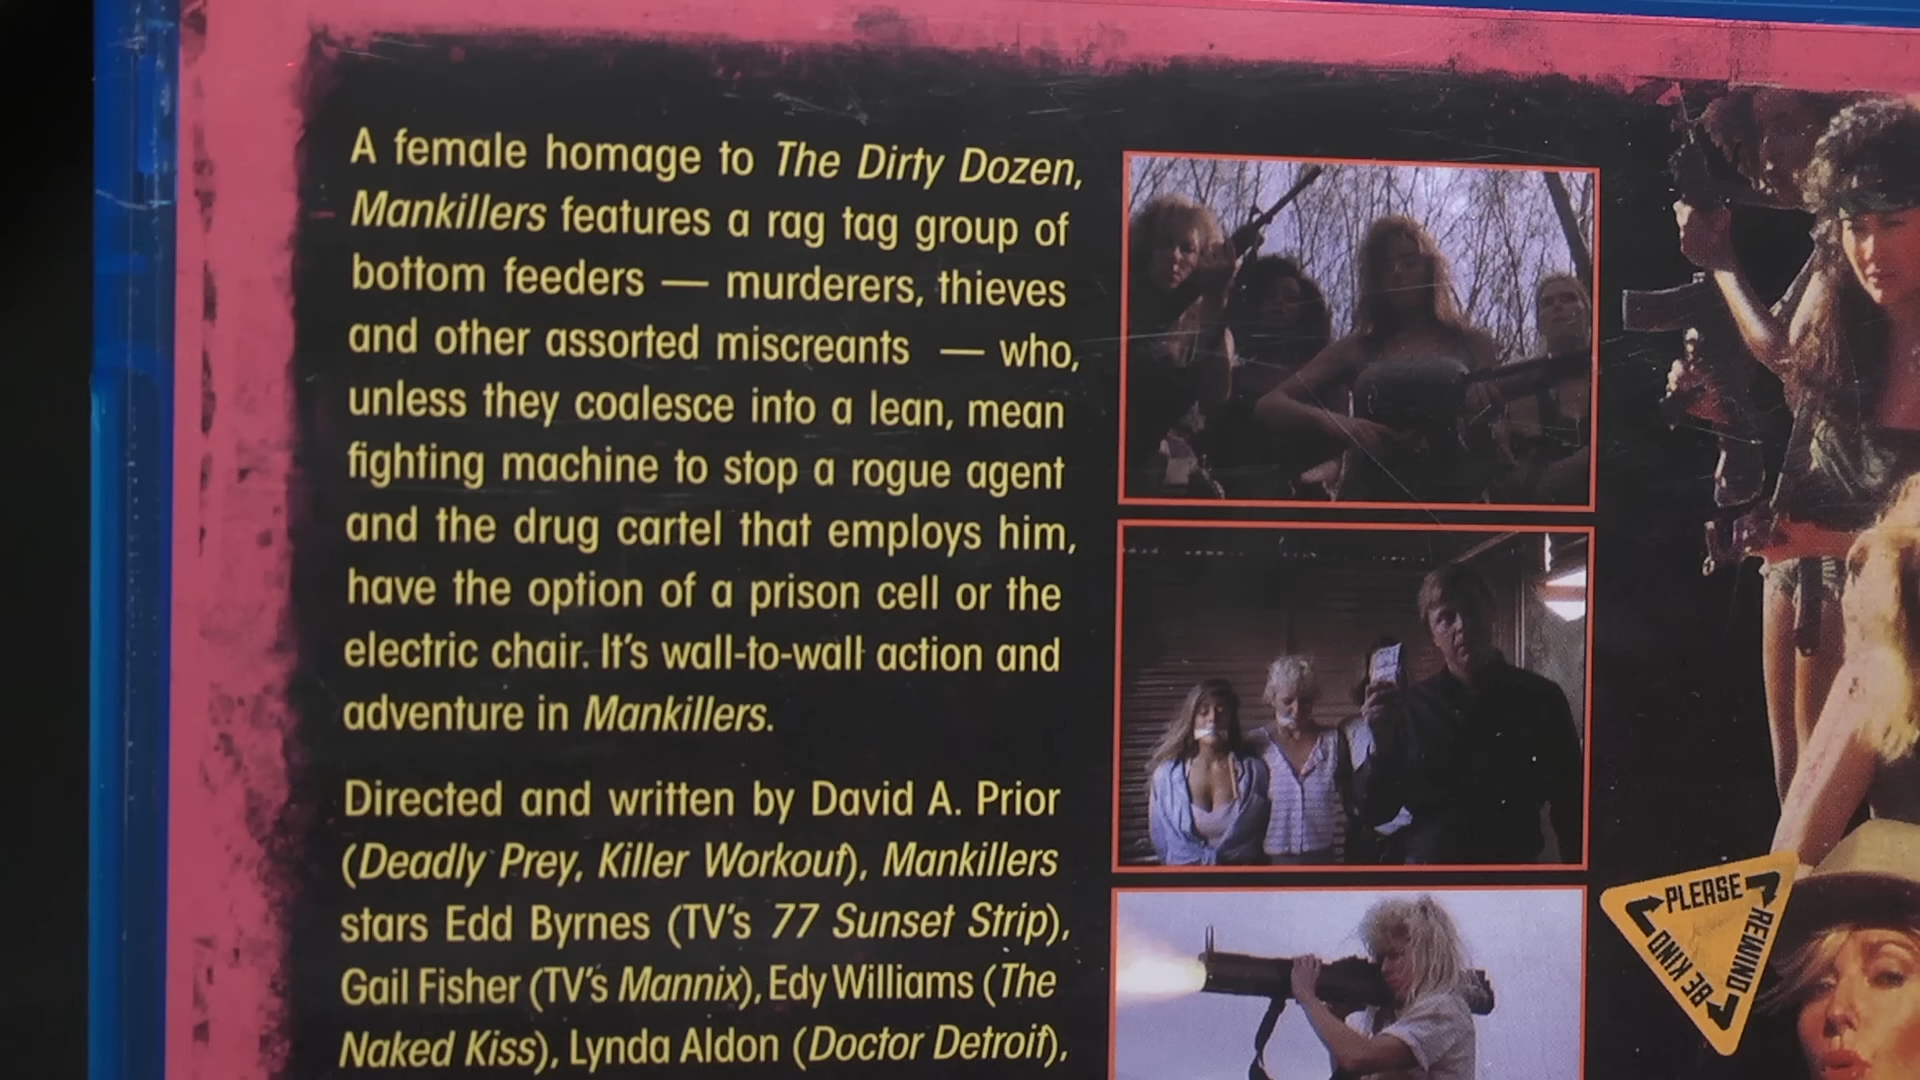 A female homage to The Dirty Dozen,
Mankillers features a rag tag group of
bottom feeders — murderers, thieves
and other assorted miscreants — who,
unless they coalesce into a lean, mean
fighting machine to stop a rogue agent
and the drug cartel that employs him,
have the option of a prison cell or the
electric chair. It's wall-to-wall action and
adventure in Mankillers.
Directed and written by David A. Prior
(Deadly Prey, Killer Workout), Mankillers
stars Edd Byrnes (TV's 77 Sunset Strip),
Gail Fisher (TV's Mannix), Edy Williams (The
Naked Kiss), Lynda Aldon (Doctor Detroit),
PLEASE
REWIND
BE KIND